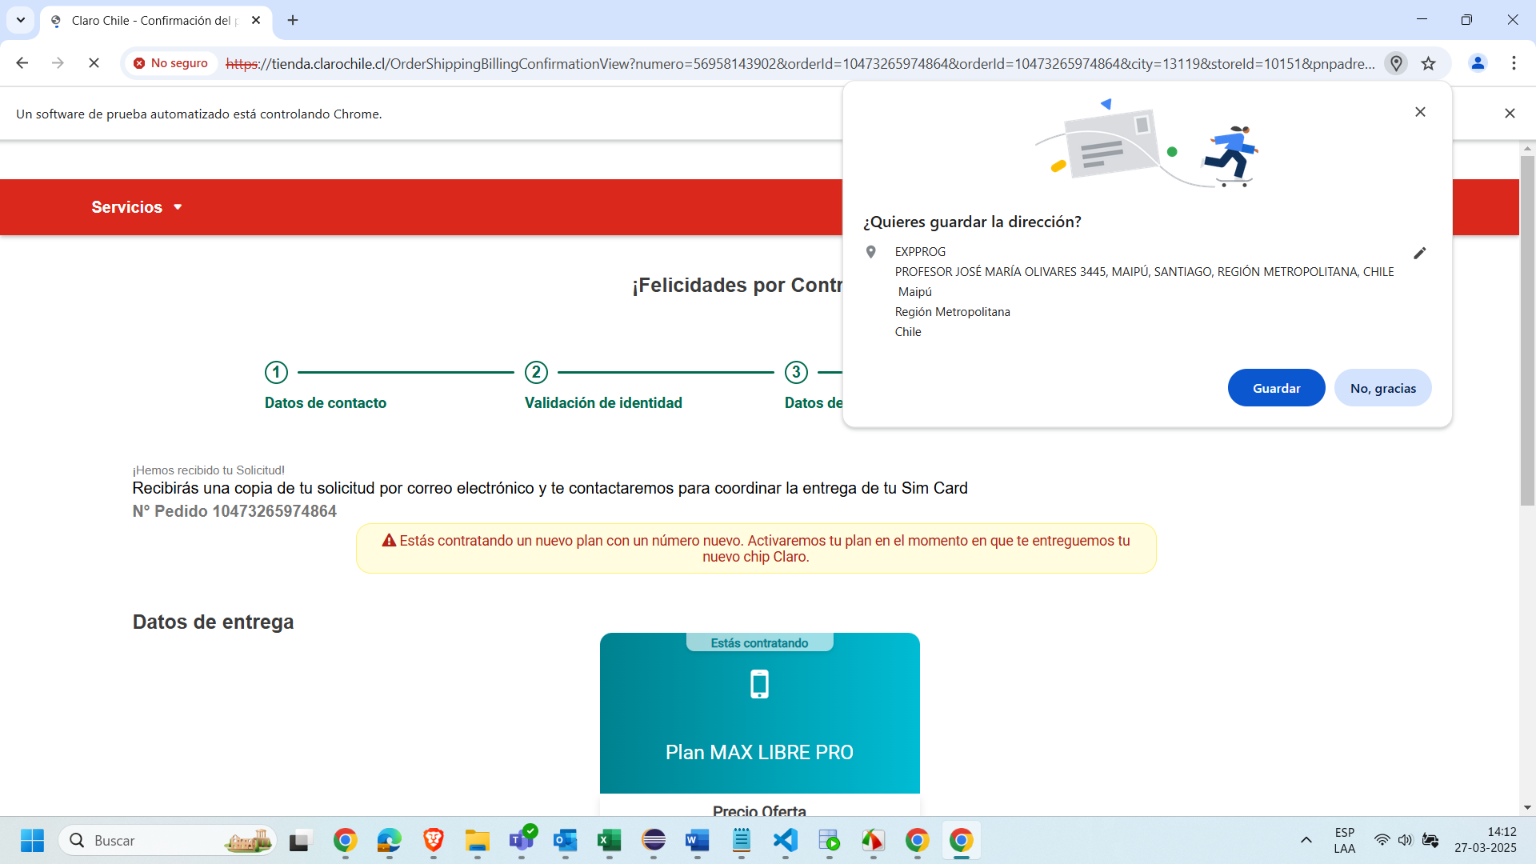 Claro Chile - Confirmación del p
No seguro
https://tienda.clarochile.cl/OrderShippingBillingConfirmationView?numero=56958143902&orderId=10473265974864&orderId=10473265974864&city=13119&storeId=10151&pnpadre...
Un software de prueba automatizado está controlando Chrome.
Servicios
¿Quieres guardar la dirección?
EXPPROG
PROFESOR JOSÉ MARÍA OLIVARES 3445, MAIPÚ, SANTIAGO, REGIÓN METROPOLITANA, CHILE
Maipú
Región Metropolitana
Chile
Guardar
No, gracias
¡Felicidades por Contr
1
2
3
Datos de contacto
Validación de identidad
Datos de
¡Hemos recibido tu Solicitud!
Recibirás una copia de tu solicitud por correo electrónico y te contactaremos para coordinar la entrega de tu Sim Card
N° Pedido 10473265974864
Estás contratando un nuevo plan con un número nuevo. Activaremos tu plan en el momento en que te entreguemos tu
nuevo chip Claro.
Datos de entrega
Estás contratando
Plan MAX LIBRE PRO
Precio Oferta
Buscar
ESP
LAA
14:12
27-03-2025